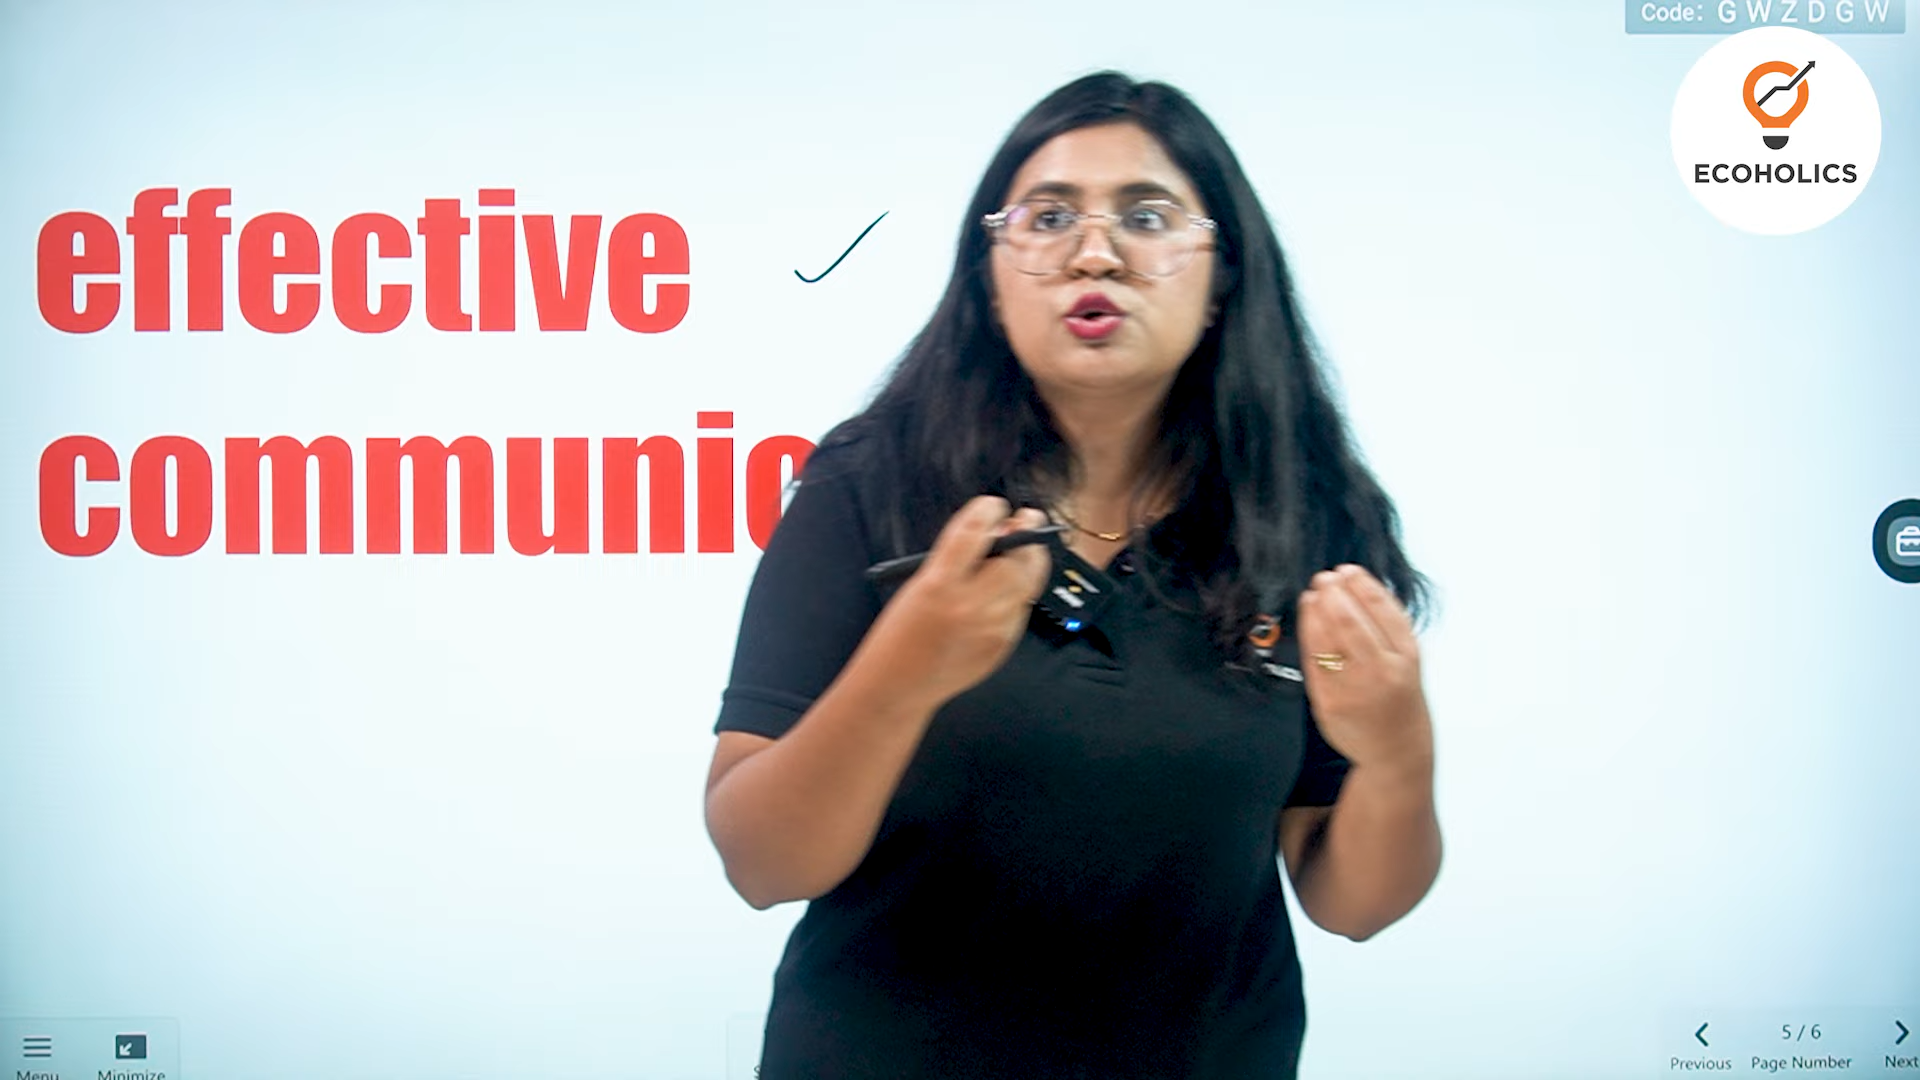 Code: G W Z D G W
ECOHOLICS
effective
communic
Menu
Minimize
5 / 6
Previous
Page Number
Next